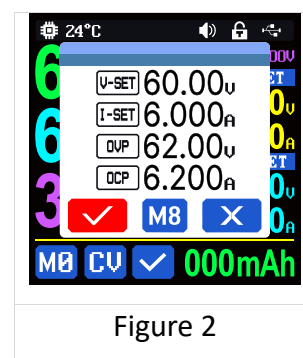 24°C
V-SET 60.00v
I-SET 6.000A
OVP 62.00v
OCP 6.200A
M8 X
M0 CV 000mAh
Figure 2